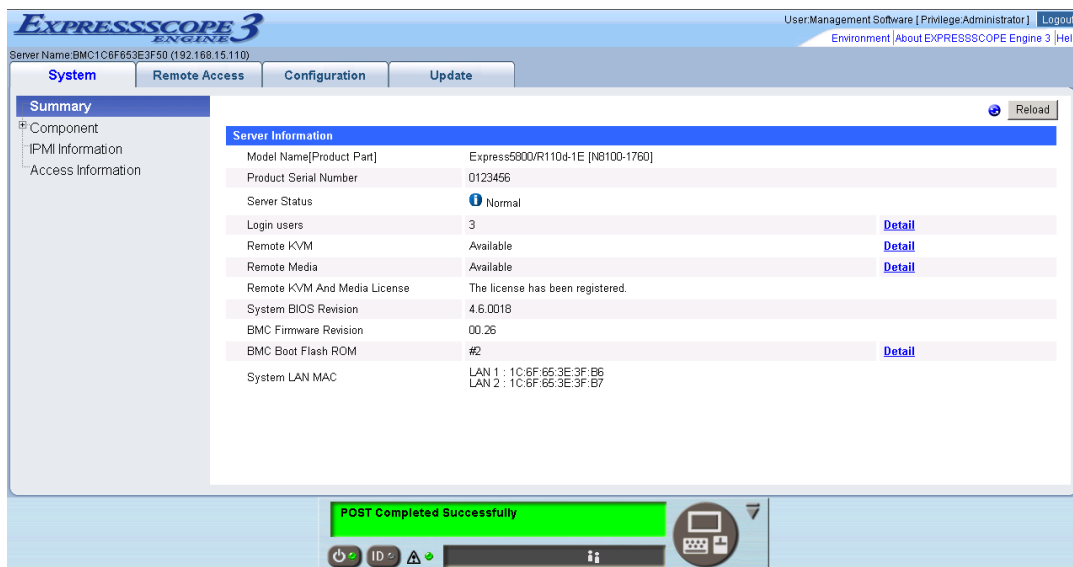 EXPRESSSCOPE
ENGINE 3
User:Management Software [ Privilege:Administrator ] Logout
Environment |About EXPRESSSCOPE Engine 3 |Hel
Server Name:BMC1C6F653E3F50 (192.168.15.110)
System Remote Access Configuration Update
Summary
Component
IPMI Information
Access Information
Reload
Server Information
Model Name[Product Part] Express5800/R110d-1E [N8100-1760]
Product Serial Number 0123456
Server Status Normal
Login users 3 Detail
Remote KVM Available Detail
Remote Media Available Detail
Remote KVM And Media License The license has been registered.
System BIOS Revision 4.6.0018
BMC Firmware Revision 00.26
BMC Boot Flash ROM #2 Detail
System LAN MAC LAN 1 : 1C:6F:65:3E:3F:B6
LAN 2 : 1C:6F:65:3E:3F:B7
POST Completed Successfully
ID